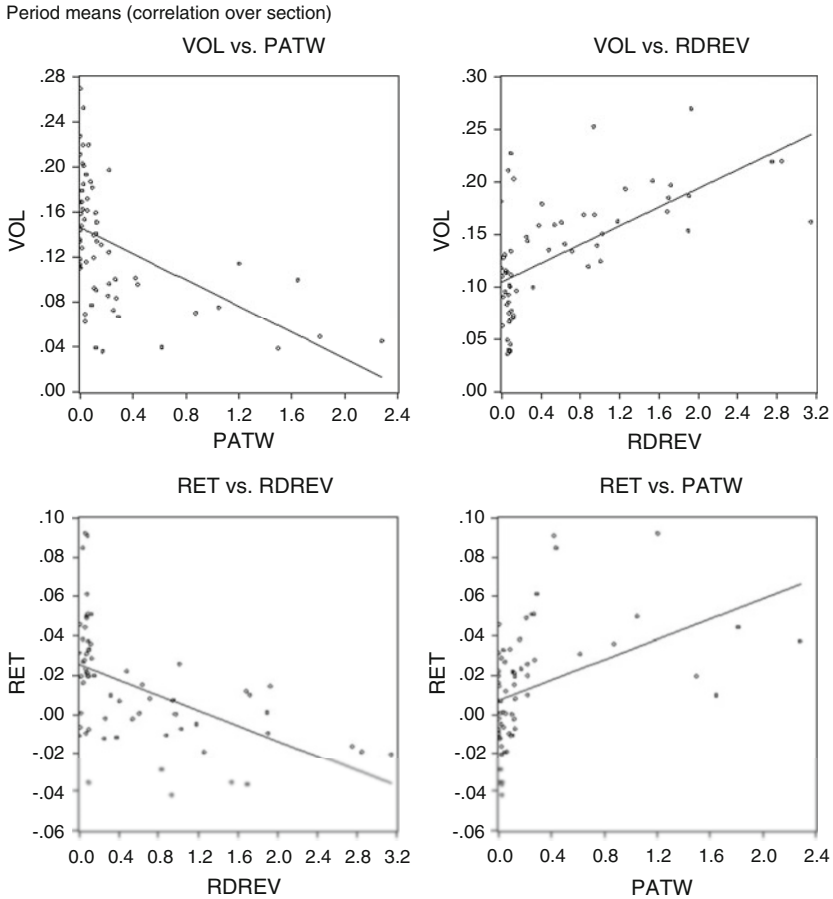 Period means (correlation over section)
VOL vs. PATW
VOL vs. RDREV
.28
.24
.20
.16
.12
.08
.04
.00
VOL
0.0 0.4 0.8 1.2 1.6 2.0 2.4
PATW
.30
.25
.20
.15
.10
.05
.00
VOL
0.0 0.4 0.8 1.2 1.6 2.0 2.4 2.8 3.2
RDREV
RET vs. RDREV
RET vs. PATW
.10
.08
.06
.04
.02
.00
-.02
-.04
-.06
RET
0.0 0.4 0.8 1.2 1.6 2.0 2.4 2.8 3.2
RDREV
.10
.08
.06
.04
.02
.00
-.02
-.04
-.06
RET
0.0 0.4 0.8 1.2 1.6 2.0 2.4
PATW